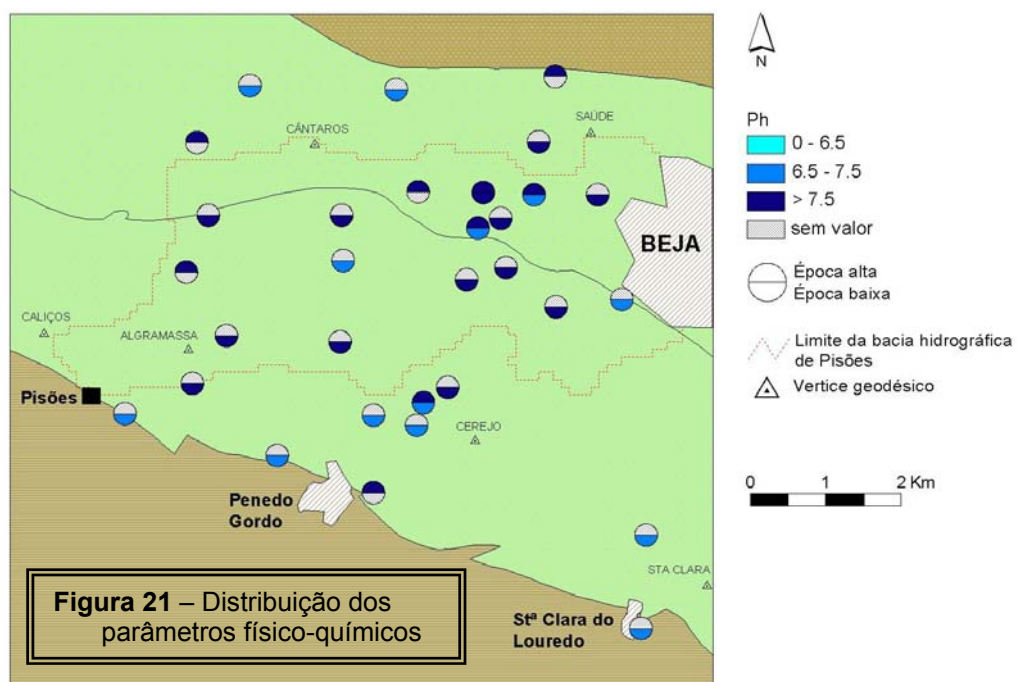 SAÚDE
CÂNTAROS
BEJA
CALIÇOS
ALGRAMASSA
Pisões
CEREJO
Penedo
Gordo
STA CLARA
Stª Clara do
Louredo
Figura 21 – Distribuição dos
parâmetros físico-químicos
N
Ph
0 - 6.5
6.5 - 7.5
> 7.5
sem valor
Época alta
Época baixa
Limite da bacia hidrográfica
de Pisões
Vertice geodésico
0 1 2 Km